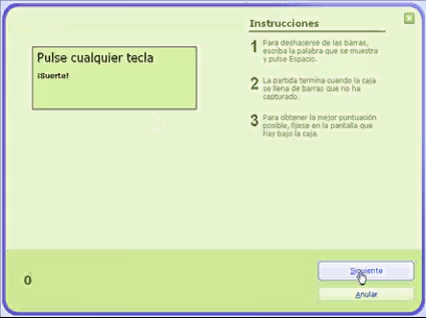 Instrucciones
Pulse cualquier tecla
¡Suerte!
1 Para deshacerse de las barras,
escriba la palabra que se muestra
y pulse Espacio.
2 La partida termina cuando la caja
se llena de barras que no ha
capturado.
3 Para obtener la mejor puntuación
posible, fíjese en la pantalla que
hay bajo la caja.
0
Siguiente
Anular